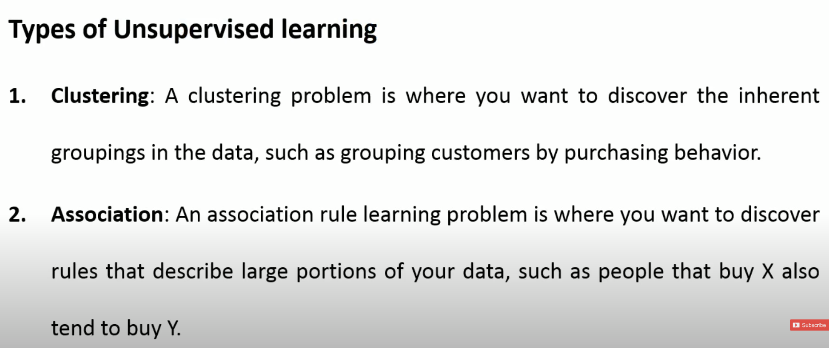 Types of Unsupervised learning
1. Clustering: A clustering problem is where you want to discover the inherent
groupings in the data, such as grouping customers by purchasing behavior.
2. Association: An association rule learning problem is where you want to discover
rules that describe large portions of your data, such as people that buy X also
tend to buy Y.
Subscribe